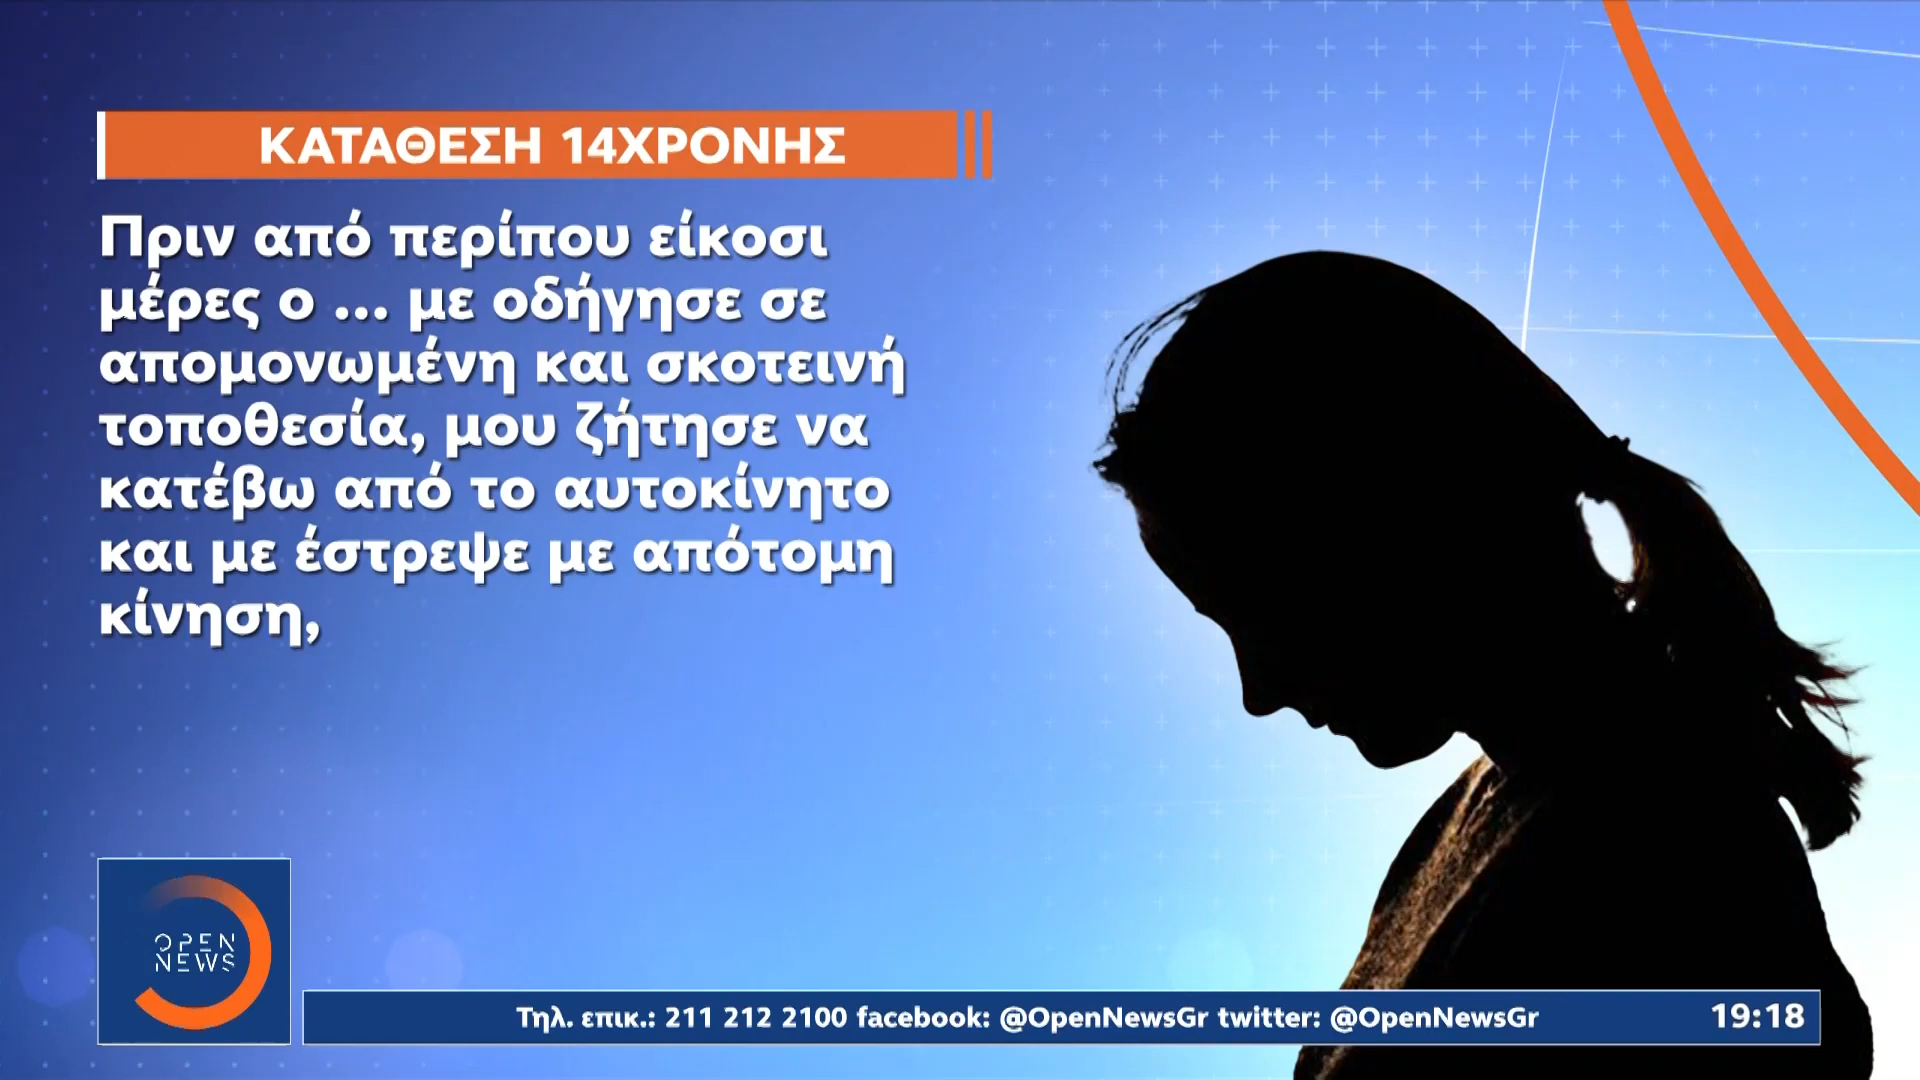 ΚΑΤΑΘΕΣΗ 14ΧΡΟΝΗΣ
Πριν από περίπου είκοσι
μέρες ο ... με οδήγησε σε
απομονωμένη και σκοτεινή
τοποθεσία, μου ζήτησε να
κατέβω από το αυτοκίνητο
και με έστρεψε με απότομη
κίνηση,
OPEN
NEWS
Τηλ. επικ.: 211 212 2100 facebook: @OpenNewsGr twitter: @OpenNewsGr
19:18